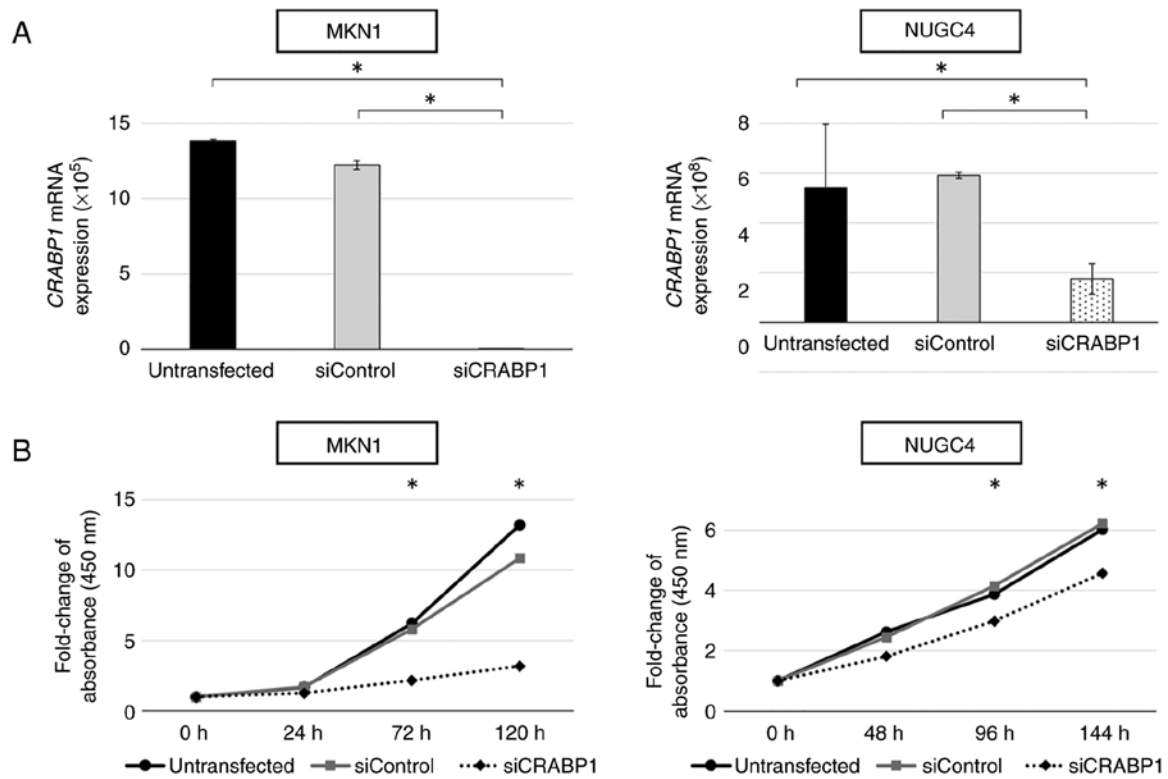 A
MKN1
*
*
CRABP1 mRNA
expression (×10⁵)
15
10
5
0
Untransfected siControl siCRABP1
NUGC4
*
*
CRABP1 mRNA
expression (×10⁸)
8
6
4
2
0
Untransfected siControl siCRABP1
B
MKN1
* *
Fold-change of
absorbance (450 nm)
15
10
5
0
0 h 24 h 72 h 120 h
Untransfected siControl siCRABP1
NUGC4
* *
Fold-change of
absorbance (450 nm)
6
4
2
0
0 h 48 h 96 h 144 h
Untransfected siControl siCRABP1